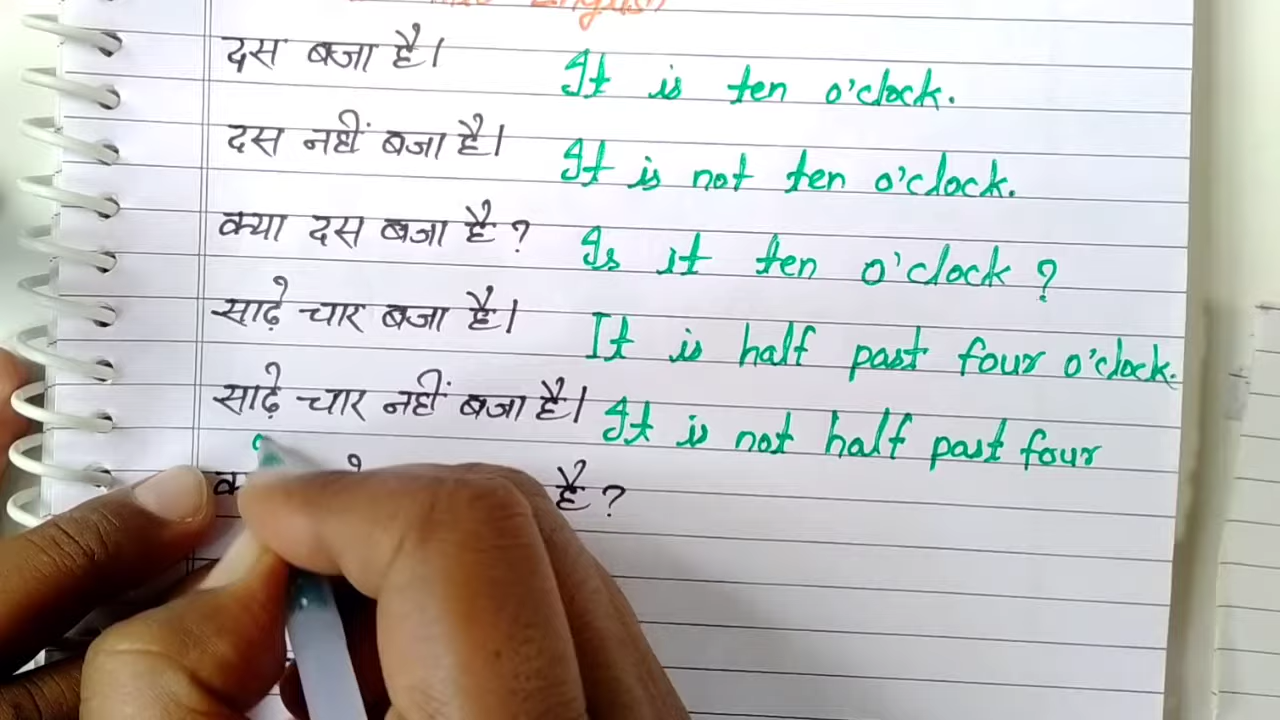 English
दस बजा है। It is ten o'clock.
दस नहीं बजा है। It is not ten o'clock.
क्या दस बजा है? Is it ten o'clock?
साढ़े चार बजा है। It is half past four o'clock.
साढ़े चार नहीं बजा है। It is not half past four
है?